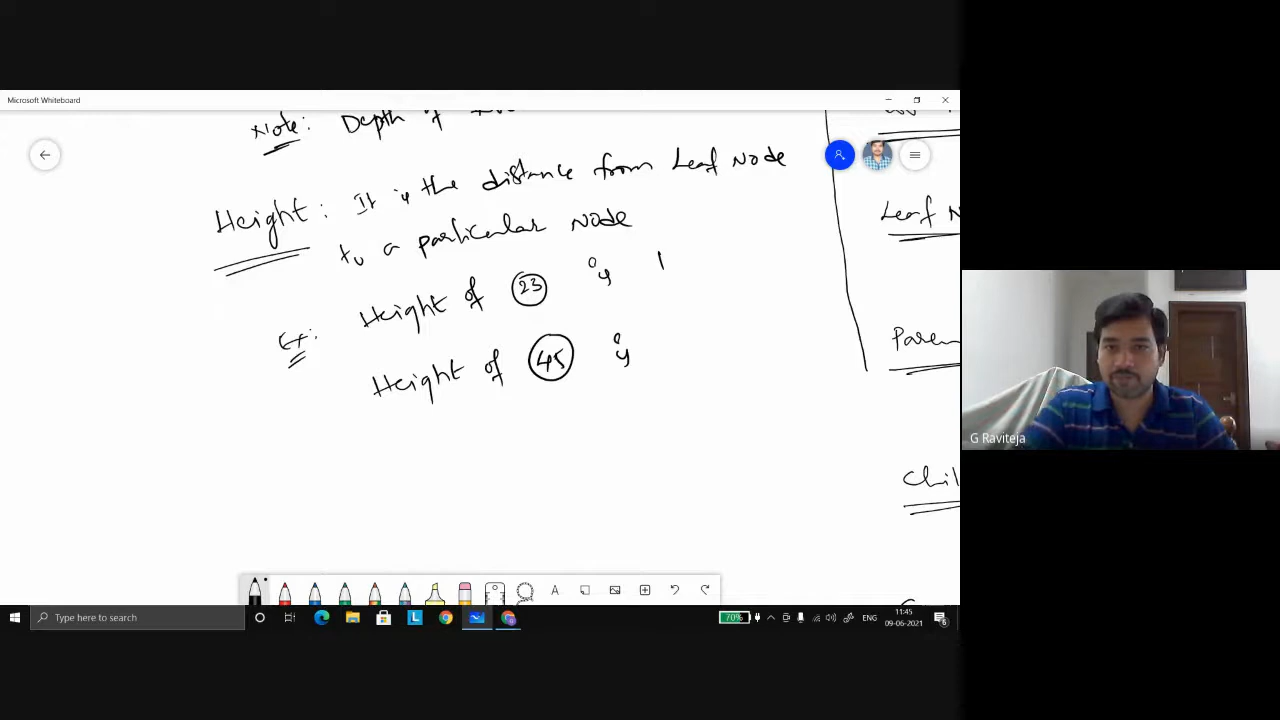 Microsoft Whiteboard
Note: Depth of
Height: It is the distance from Leaf Node
to a particular Node
Ex: Height of 23 is 1
Height of 45 is
Leaf N
Paren
Chil
G Raviteja
Type here to search
70%
ENG
11:45
09-06-2021